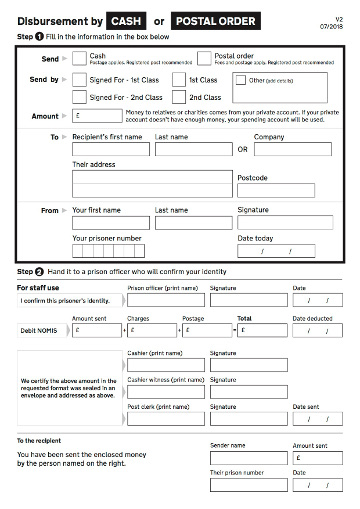 Disbursement by CASH or POSTAL ORDER
V2
07/2018
Step 1 Fill in the information in the box below
Send
Cash
Postage applies. Registered post recommended
Postal order
Fees and postage apply. Registered post recommended
Send by
Signed For - 1st Class
1st Class
Other (add details)
Signed For - 2nd Class
2nd Class
Amount
£
Money to relatives or charities comes from your private account. If your private
account doesn't have enough money, your spending account will be used.
To
Recipient's first name
Last name
Company
OR
Their address
Postcode
From
Your first name
Last name
Signature
Your prisoner number
Date today
/ /
Step 2 Hand it to a prison officer who will confirm your identity
For staff use
Prison officer (print name)
Signature
Date
I confirm this prisoner's identity.
/ /
Amount sent
Charges
Postage
Total
Date deducted
Debit NOMIS
£ + £ + £ = £
/ /
Cashier (print name)
Signature
We certify the above amount in the
requested format was sealed in an
envelope and addressed as above.
Cashier witness (print name)
Signature
Post clerk (print name)
Signature
Date sent
/ /
To the recipient
You have been sent the enclosed money
by the person named on the right.
Sender name
Amount sent
£
Their prison number
Date
/ /